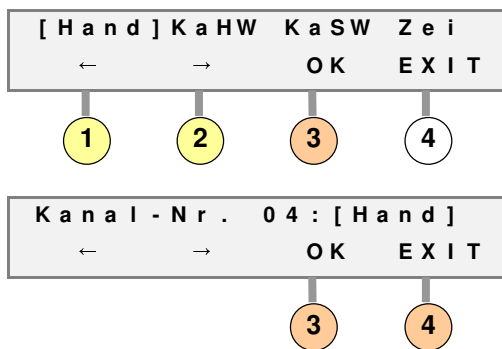 [Hand]KaHW KaSW Zei
← → OK EXIT
1 2 3 4
Kanal-Nr. 04:[Hand]
← → OK EXIT
3 4